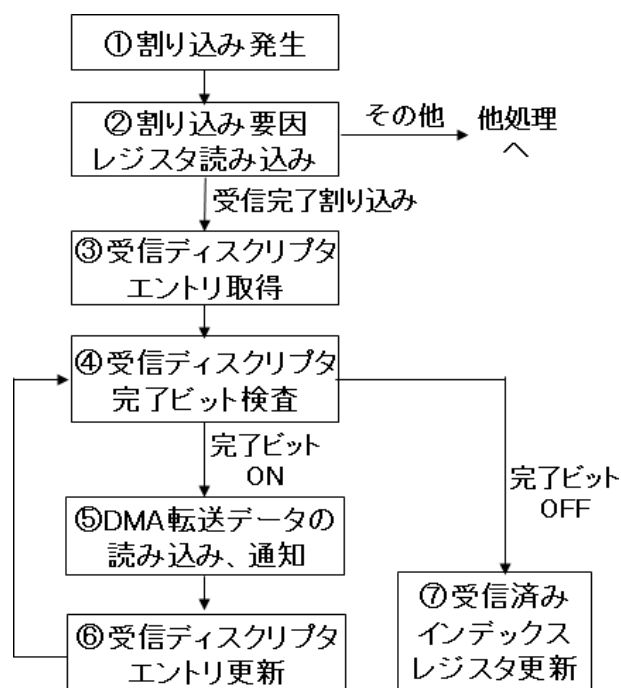 ①割り込み発生
②割り込み要因
レジスタ読み込み
その他
他処理
へ
受信完了割り込み
③受信ディスクリプタ
エントリ取得
④受信ディスクリプタ
完了ビット検査
完了ビット
ON
完了ビット
OFF
⑤DMA転送データの
読み込み、通知
⑥受信ディスクリプタ
エントリ更新
⑦受信済み
インデックス
レジスタ更新